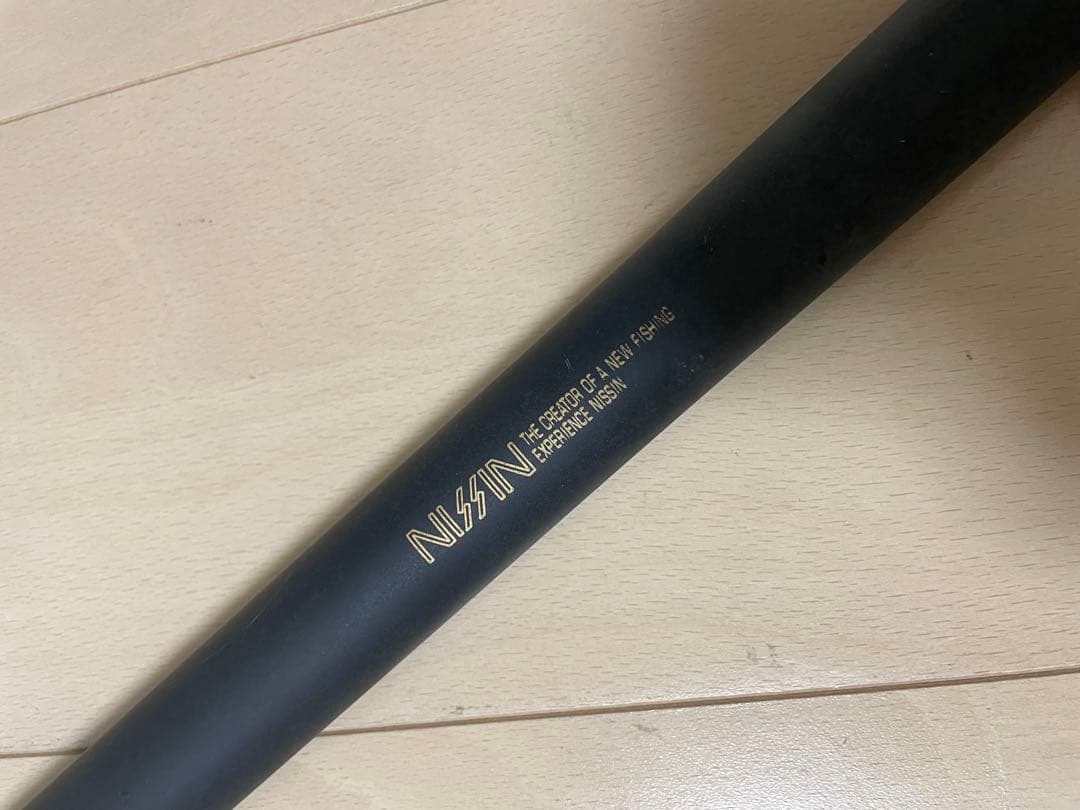 NISSIN
THE CREATOR OF A NEW FISHING
EXPERIENCE NISSIN